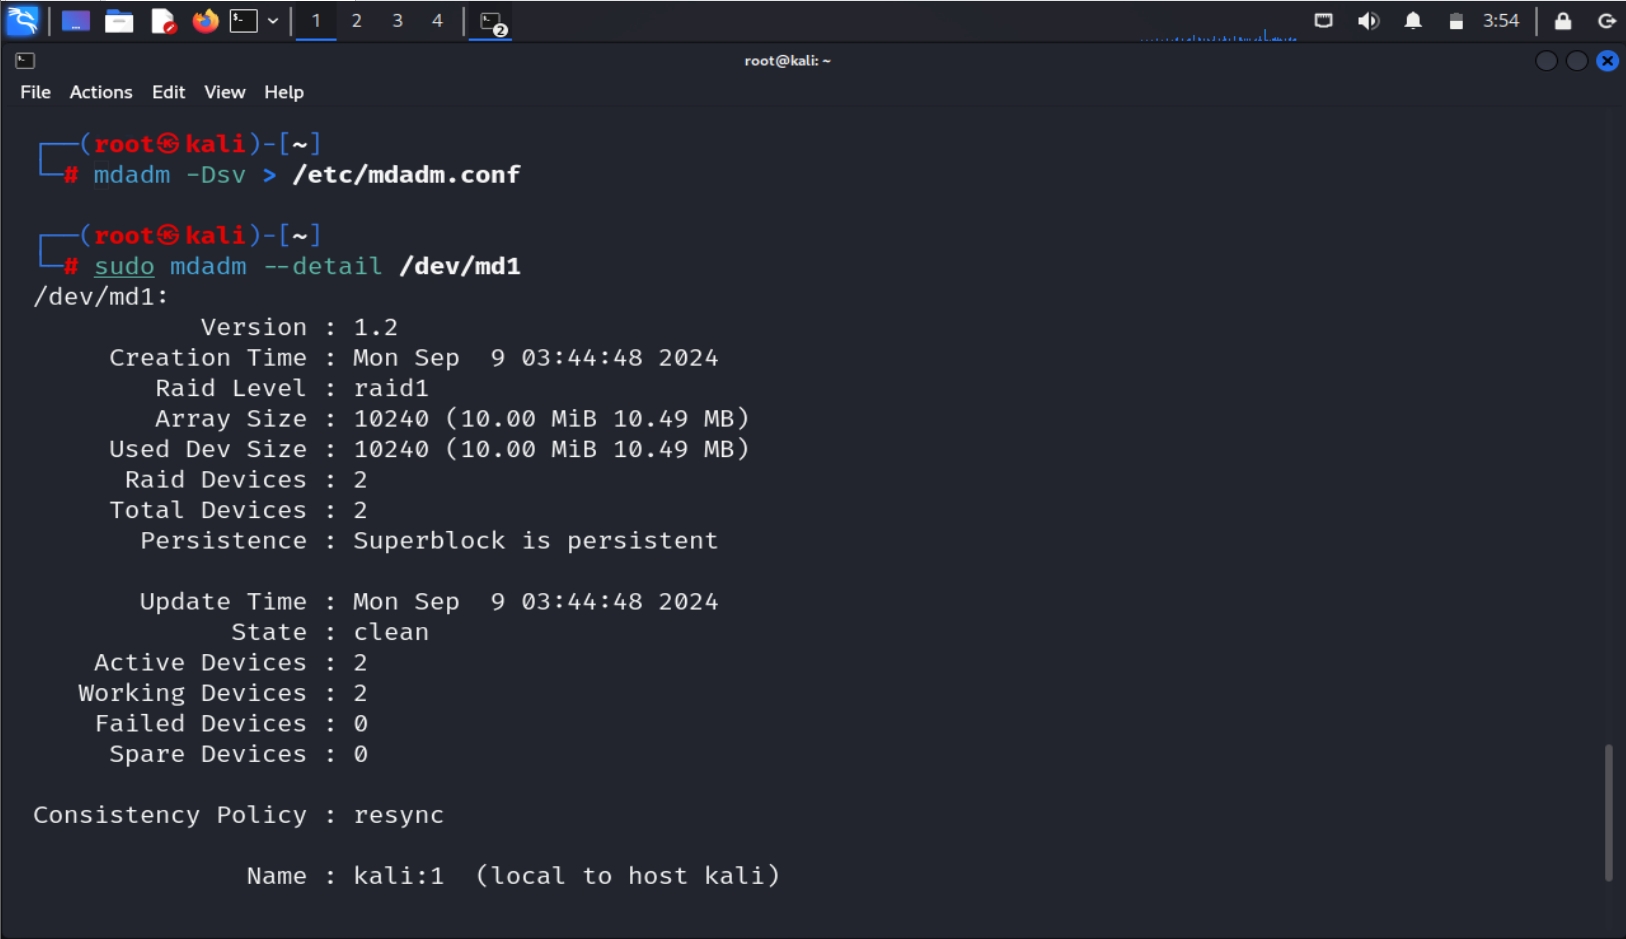 1 2 3 4 2 3:54
root@kali: ~
File Actions Edit View Help
┌──(root㉿kali)-[~]
└─# mdadm -Dsv > /etc/mdadm.conf
┌──(root㉿kali)-[~]
└─# sudo mdadm --detail /dev/md1
/dev/md1:
Version : 1.2
Creation Time : Mon Sep  9 03:44:48 2024
Raid Level : raid1
Array Size : 10240 (10.00 MiB 10.49 MB)
Used Dev Size : 10240 (10.00 MiB 10.49 MB)
Raid Devices : 2
Total Devices : 2
Persistence : Superblock is persistent
Update Time : Mon Sep  9 03:44:48 2024
State : clean
Active Devices : 2
Working Devices : 2
Failed Devices : 0
Spare Devices : 0
Consistency Policy : resync
Name : kali:1  (local to host kali)